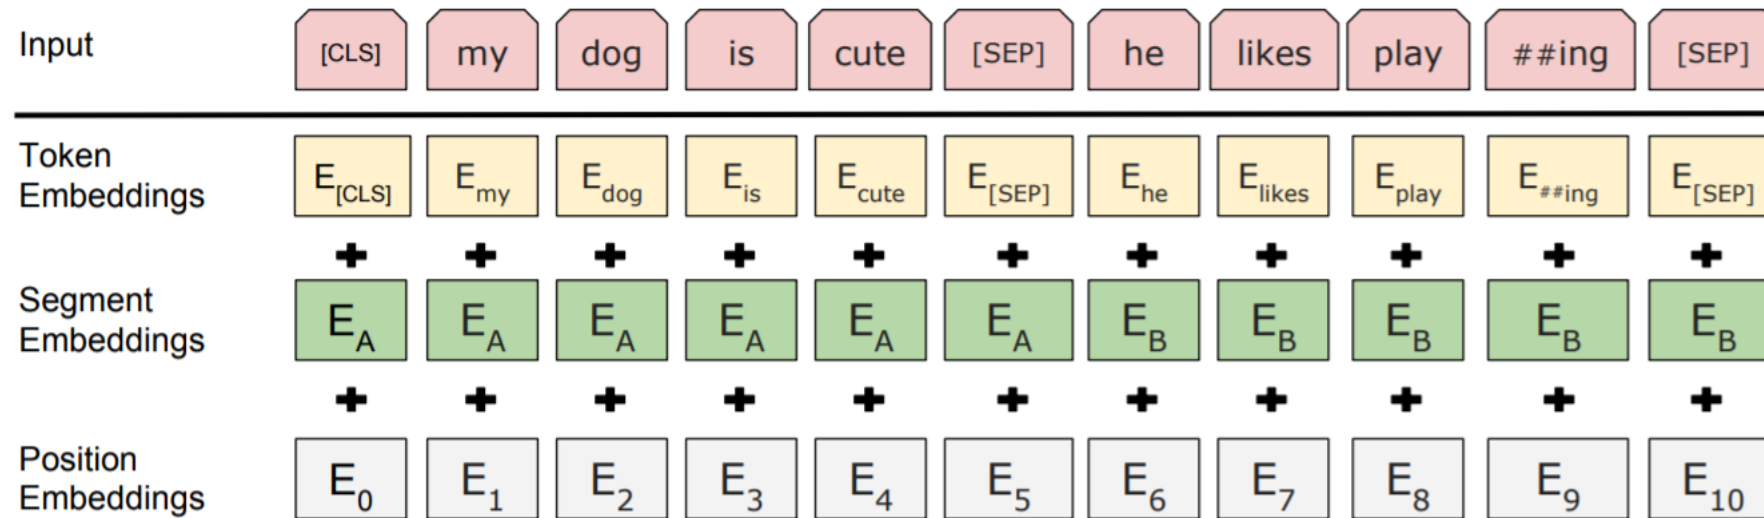 Input [CLS] my dog is cute [SEP] he likes play ##ing [SEP]
Token
Embeddings E[CLS] Emy Edog Eis Ecute E[SEP] Ehe Elikes Eplay E##ing E[SEP]
+ + + + + + + + + + +
Segment
Embeddings EA EA EA EA EA EA EB EB EB EB EB
+ + + + + + + + + + +
Position
Embeddings E0 E1 E2 E3 E4 E5 E6 E7 E8 E9 E10